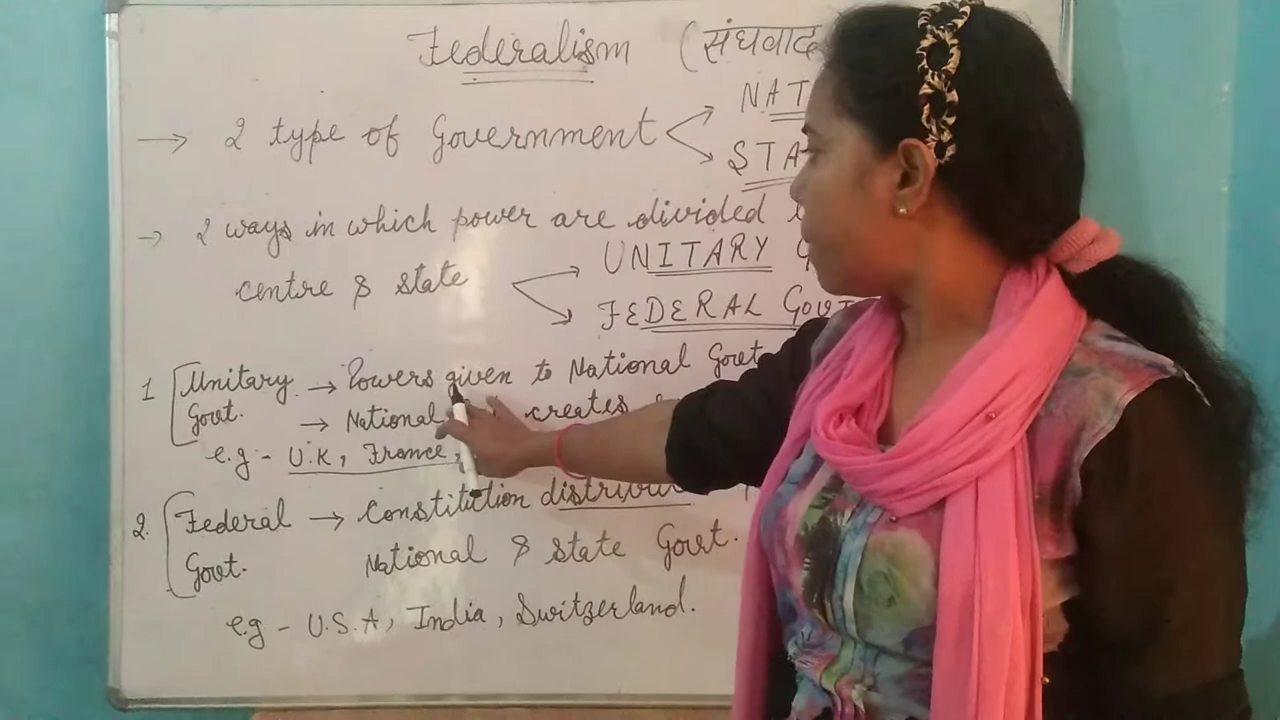 Federalism (संघवाद
→ 2 type of Government
NAT
STA
→ 2 ways in which power are divided
centre & state
UNITARY
FEDERAL GOVT
1 Unitary Govt. → Powers given to National Govt
→ National creates
e.g - U.K, France,
2. Federal Govt. → Constitution
National & state Govt.
e.g - U.S.A, India, Switzerland.